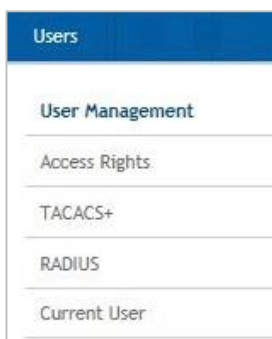 Users
User Management
Access Rights
TACACS+
RADIUS
Current User